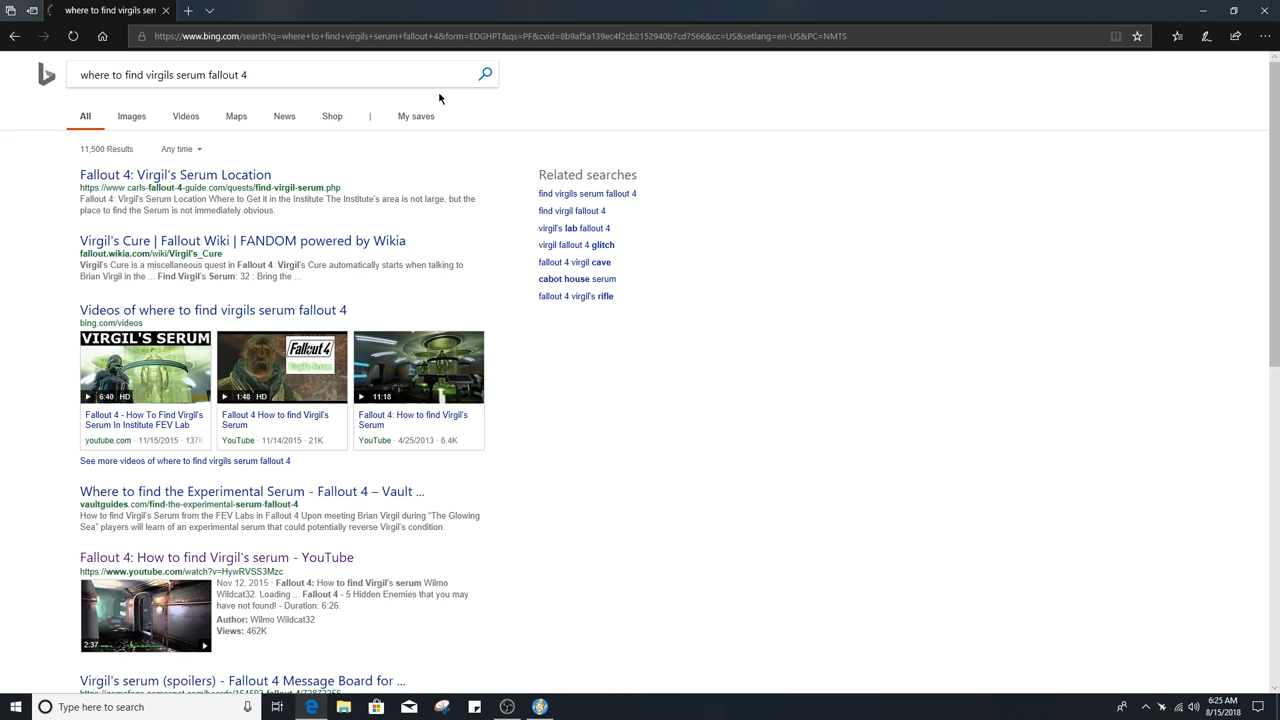 where to find virgils serum
https://www.bing.com/search?q=where+to+find+virgils+serum+fallout+4&form=EDGHPT&qs=PF&cvid=8b9af5a139ec4f2cb2152940b7cd7566&cc=US&setlang=en-US&PC=NMTS
where to find virgils serum fallout 4
All Images Videos Maps News Shop | My saves
11,500 Results Any time
Fallout 4: Virgil's Serum Location
https://www.carls-fallout-4-guide.com/quests/find-virgil-serum.php
Fallout 4: Virgil's Serum Location Where to Get it in the Institute The Institute's area is not large, but the
place to find the Serum is not immediately obvious.
Virgil's Cure | Fallout Wiki | FANDOM powered by Wikia
fallout.wikia.com/wiki/Virgil's_Cure
Virgil's Cure is a miscellaneous quest in Fallout 4. Virgil's Cure automatically starts when talking to
Brian Virgil in the ... Find Virgil's Serum: 32 : Bring the ...
Videos of where to find virgils serum fallout 4
bing.com/videos
VIRGIL'S SERUM
6:40 HD
Fallout 4 - How To Find Virgil's
Serum In Institute FEV Lab
youtube.com · 11/15/2015 · 137K
Fallout 4
Virgil's Serum
1:48 HD
Fallout 4 How to find Virgil's
Serum
YouTube · 11/14/2015 · 21K
11:18
Fallout 4: How to find Virgil's
Serum
YouTube · 4/25/2013 · 6.4K
See more videos of where to find virgils serum fallout 4
Where to find the Experimental Serum - Fallout 4 – Vault ...
vaultguides.com/find-the-experimental-serum-fallout-4
How to find Virgil's Serum from the FEV Labs in Fallout 4 Upon meeting Brian Virgil during "The Glowing
Sea" players will learn of an experimental serum that could potentially reverse Virgil's condition.
Fallout 4: How to find Virgil's serum - YouTube
https://www.youtube.com/watch?v=HywRVSS3Mzc
2:37
Nov 12, 2015 · Fallout 4: How to find Virgil's serum Wilmo
Wildcat32. Loading ... Fallout 4 - 5 Hidden Enemies that you may
have not found! - Duration: 6:26.
Author: Wilmo Wildcat32
Views: 462K
Virgil's serum (spoilers) - Fallout 4 Message Board for ...
Related searches
find virgils serum fallout 4
find virgil fallout 4
virgil's lab fallout 4
virgil fallout 4 glitch
fallout 4 virgil cave
cabot house serum
fallout 4 virgil's rifle
Type here to search
6:25 AM
8/15/2018